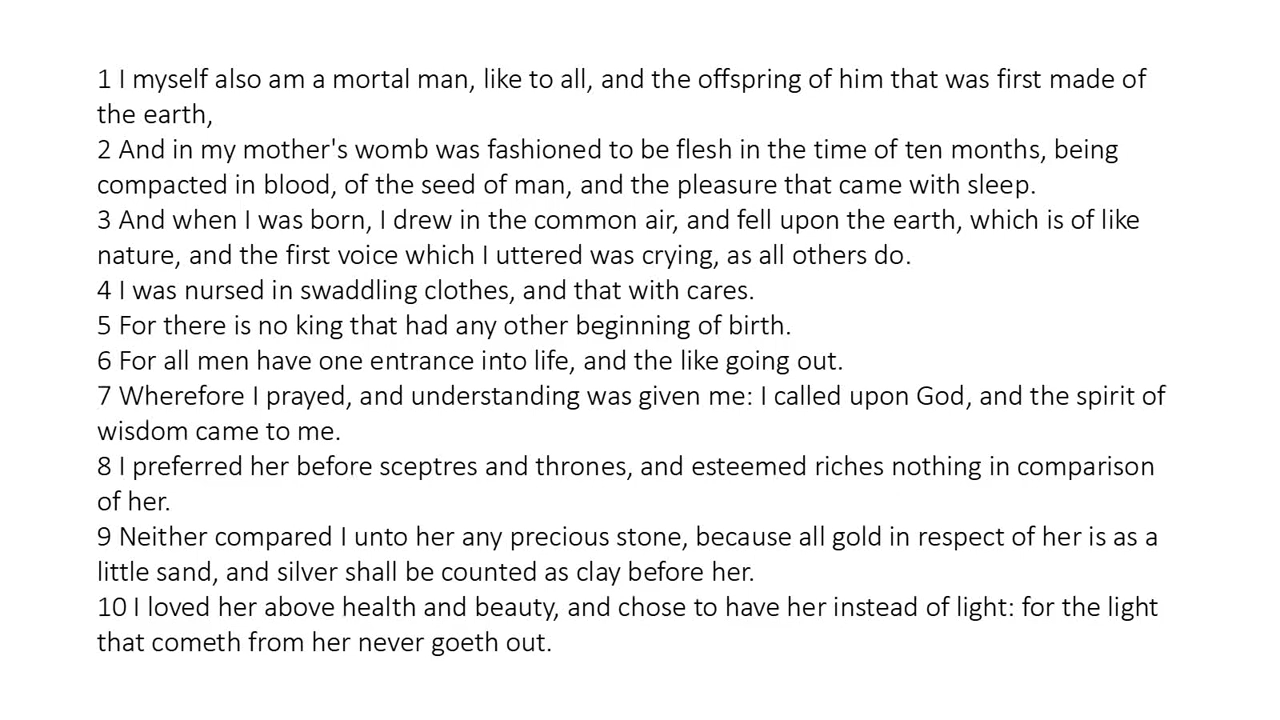 1 I myself also am a mortal man, like to all, and the offspring of him that was first made of
the earth,
2 And in my mother's womb was fashioned to be flesh in the time of ten months, being
compacted in blood, of the seed of man, and the pleasure that came with sleep.
3 And when I was born, I drew in the common air, and fell upon the earth, which is of like
nature, and the first voice which I uttered was crying, as all others do.
4 I was nursed in swaddling clothes, and that with cares.
5 For there is no king that had any other beginning of birth.
6 For all men have one entrance into life, and the like going out.
7 Wherefore I prayed, and understanding was given me: I called upon God, and the spirit of
wisdom came to me.
8 I preferred her before sceptres and thrones, and esteemed riches nothing in comparison
of her.
9 Neither compared I unto her any precious stone, because all gold in respect of her is as a
little sand, and silver shall be counted as clay before her.
10 I loved her above health and beauty, and chose to have her instead of light: for the light
that cometh from her never goeth out.